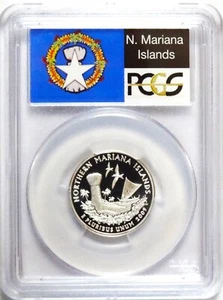 N. Mariana
Islands
PCGS
NORTHERN MARIANA ISLANDS
E PLURIBUS UNUM 2009